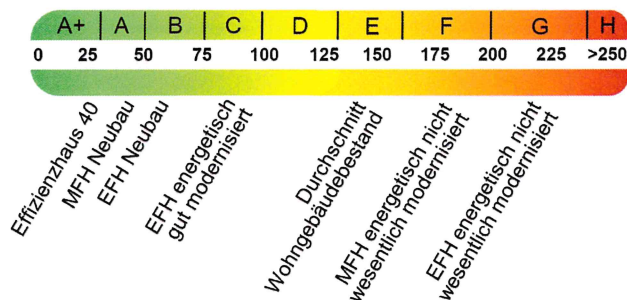 A+ A B C D E F G H
0 25 50 75 100 125 150 175 200 225 >250
Effizienzhaus 40
MFH Neubau
EFH Neubau
EFH energetisch
gut modernisiert
Durchschnitt
Wohngebäudebestand
MFH energetisch nicht
wesentlich modernisiert
EFH energetisch nicht
wesentlich modernisiert